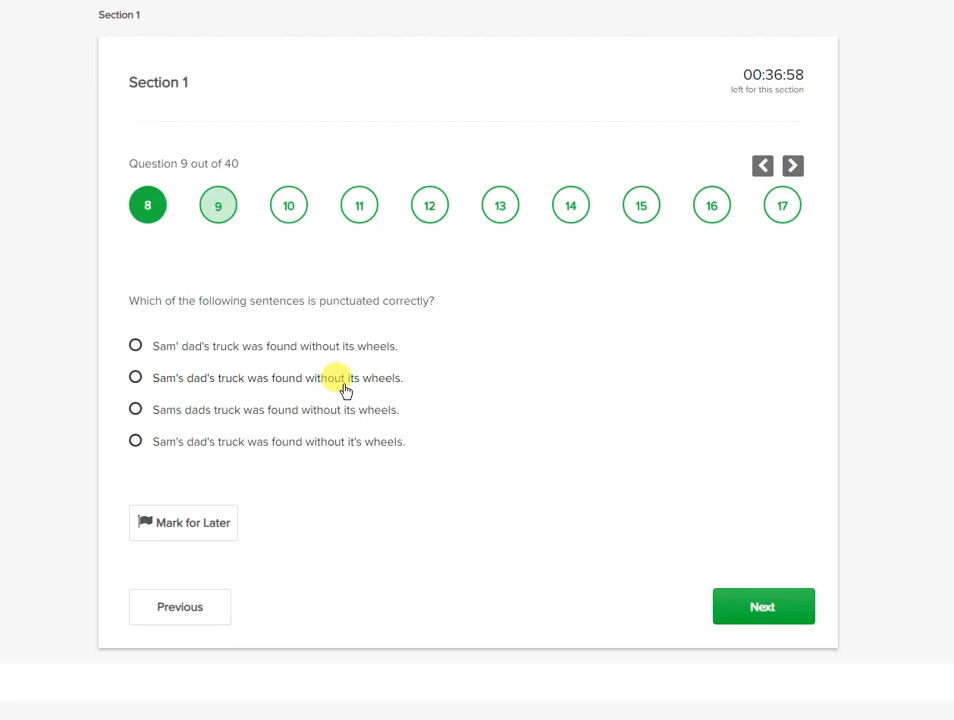 Section 1
Section 1
00:36:58
left for this section
Question 9 out of 40
8 9 10 11 12 13 14 15 16 17
Which of the following sentences is punctuated correctly?
Sam' dad's truck was found without its wheels.
Sam's dad's truck was found without its wheels.
Sams dads truck was found without its wheels.
Sam's dad's truck was found without it's wheels.
Mark for Later
Previous
Next